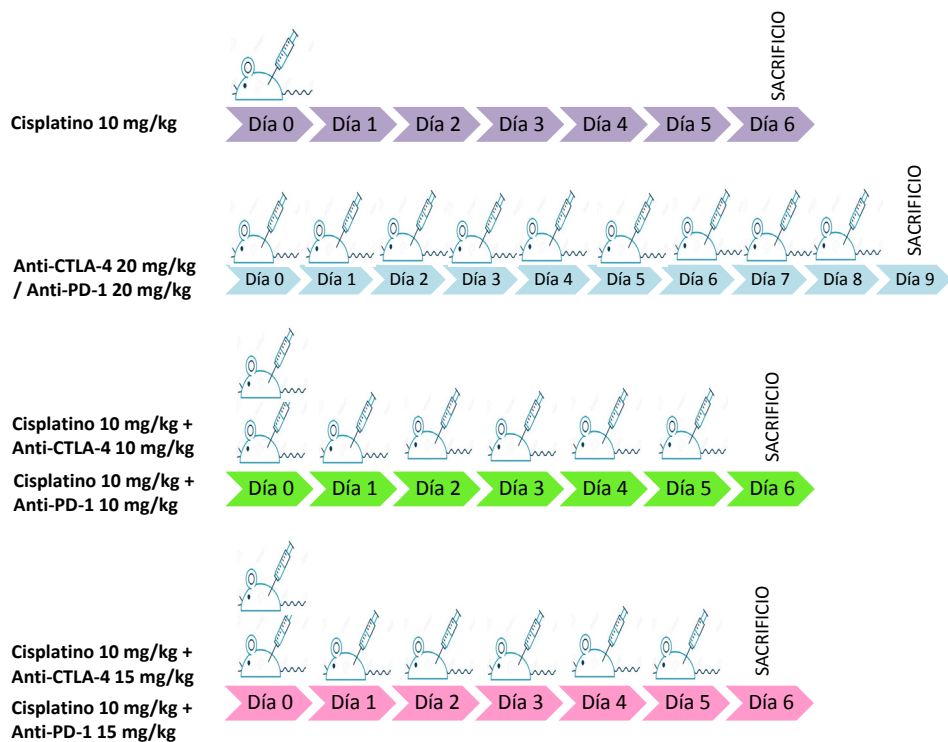 SACRIFICIO
Cisplatino 10 mg/kg
Día 0 Día 1 Día 2 Día 3 Día 4 Día 5 Día 6
SACRIFICIO
Anti-CTLA-4 20 mg/kg
/ Anti-PD-1 20 mg/kg
Día 0 Día 1 Día 2 Día 3 Día 4 Día 5 Día 6 Día 7 Día 8 Día 9
SACRIFICIO
Cisplatino 10 mg/kg +
Anti-CTLA-4 10 mg/kg
Cisplatino 10 mg/kg +
Anti-PD-1 10 mg/kg
Día 0 Día 1 Día 2 Día 3 Día 4 Día 5 Día 6
SACRIFICIO
Cisplatino 10 mg/kg +
Anti-CTLA-4 15 mg/kg
Cisplatino 10 mg/kg +
Anti-PD-1 15 mg/kg
Día 0 Día 1 Día 2 Día 3 Día 4 Día 5 Día 6